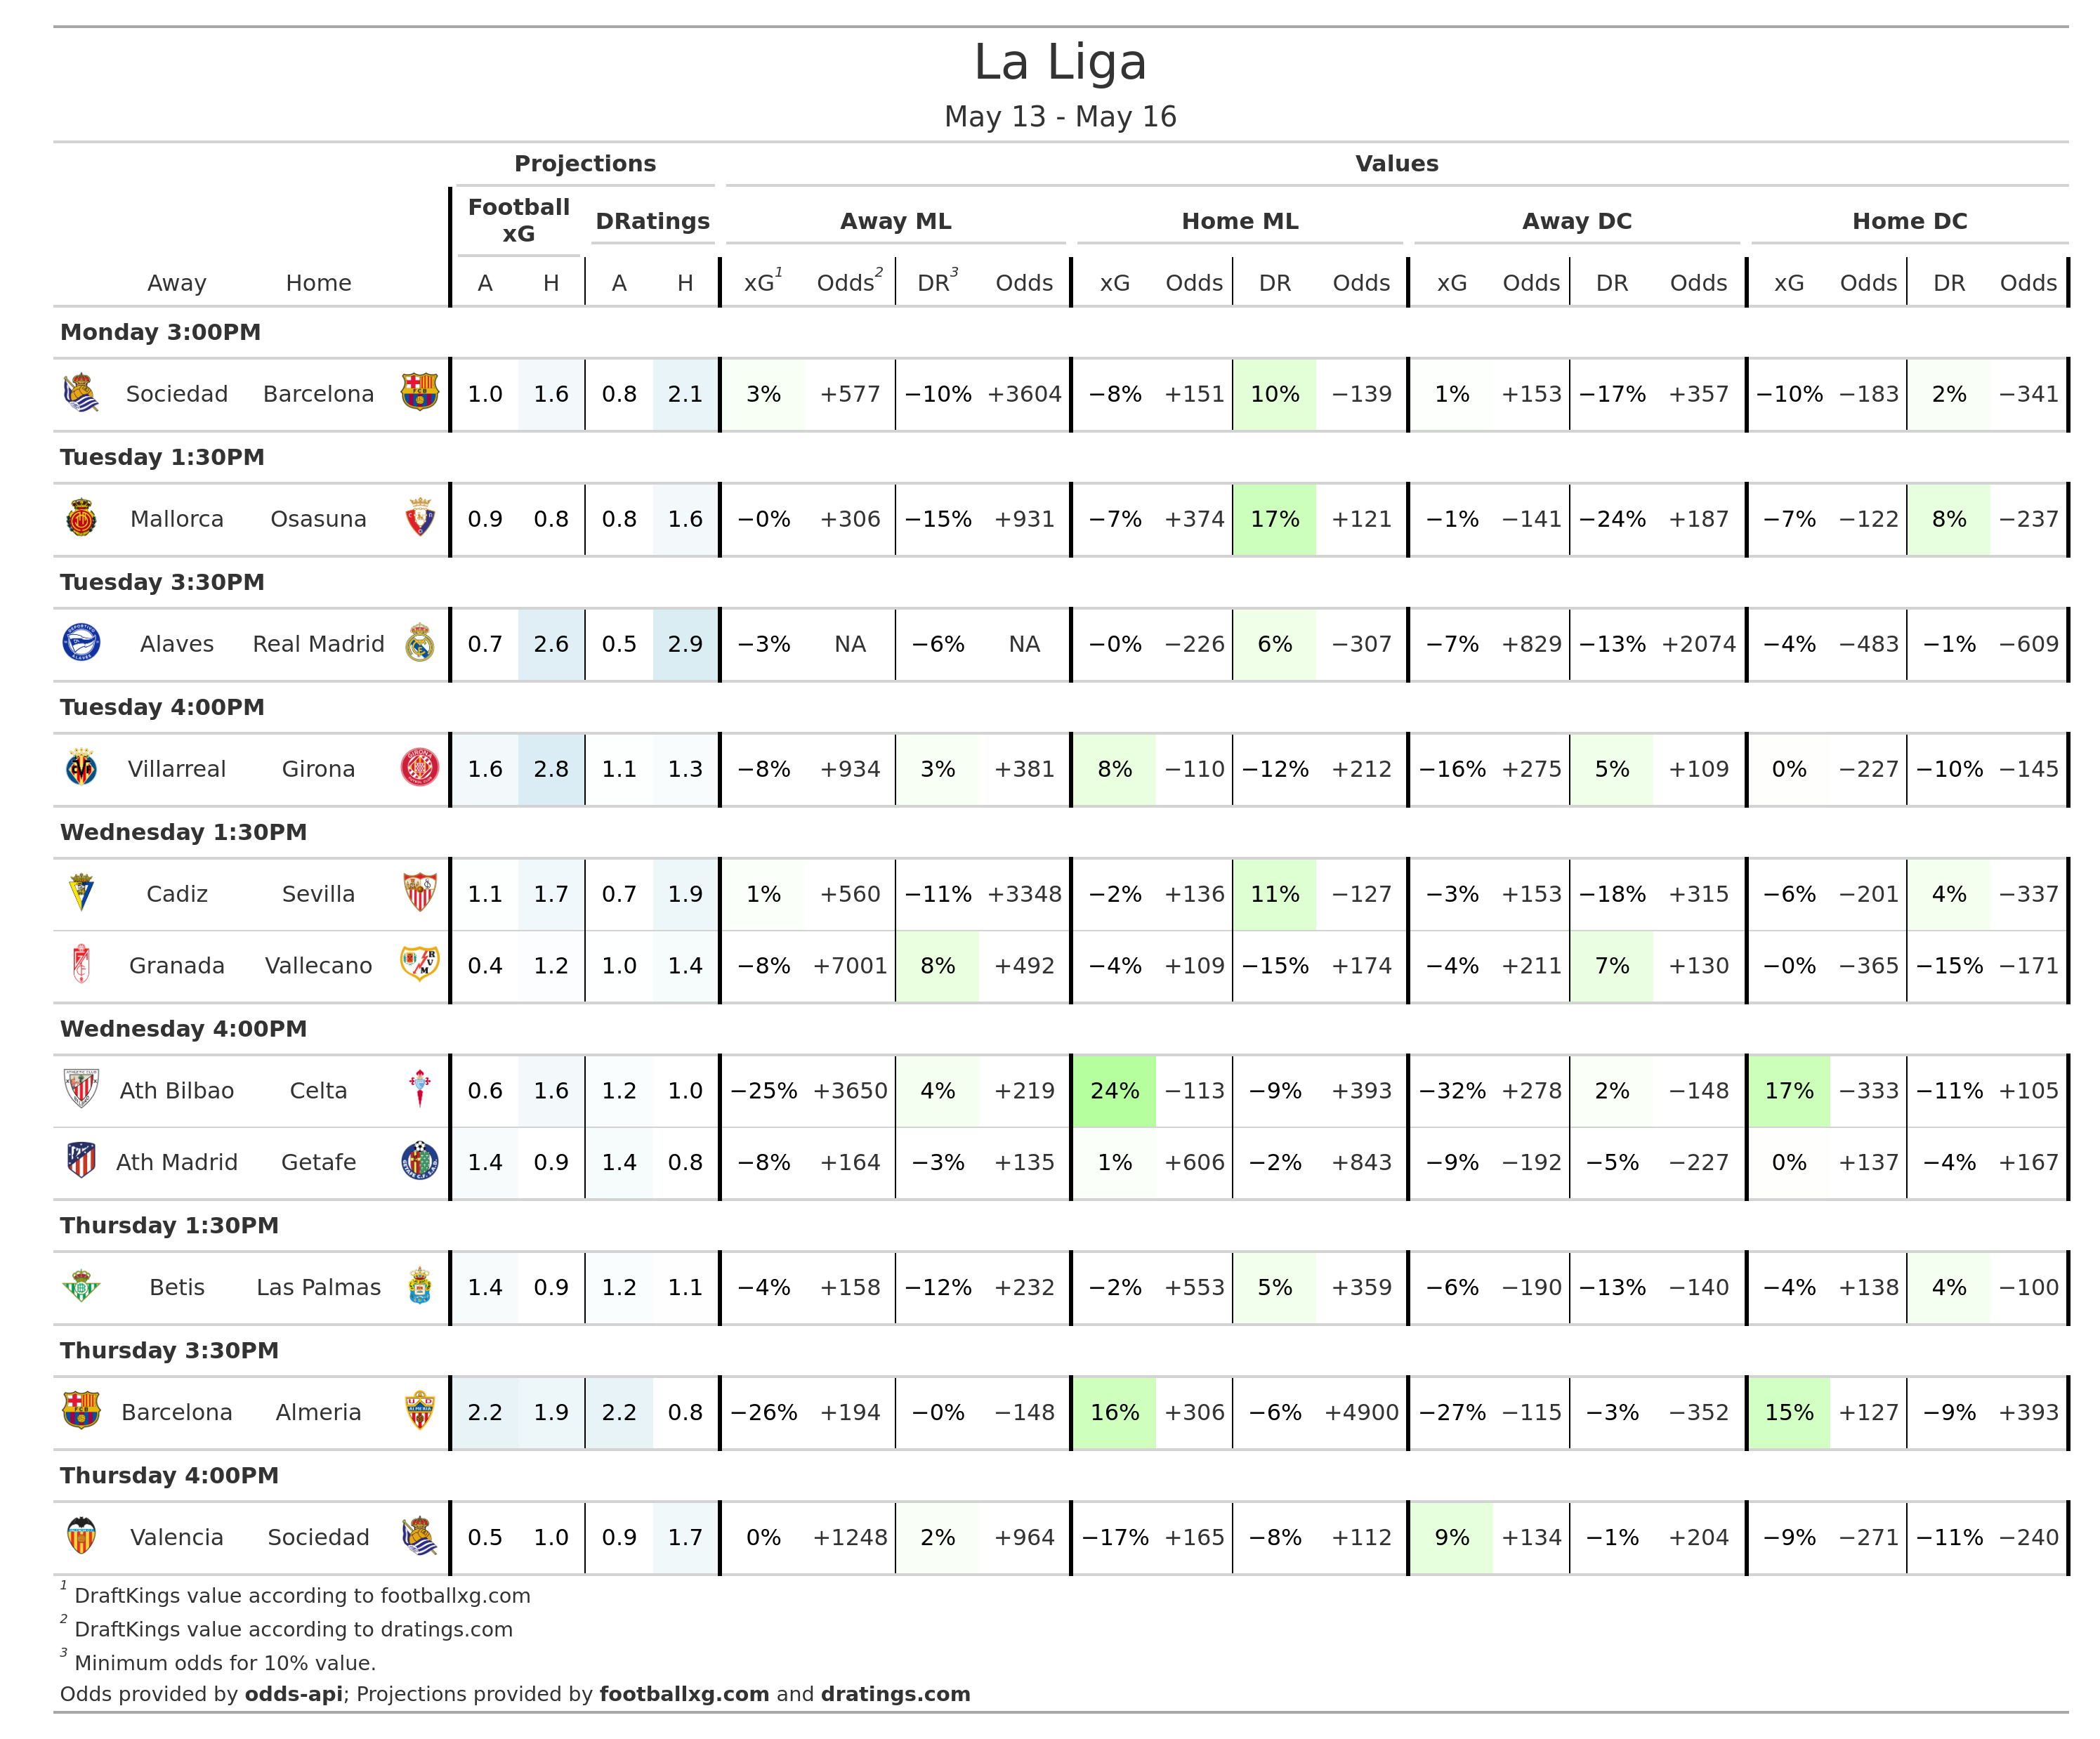 La Liga
May 13 - May 16
Projections Values
Football xG DRatings Away ML Home ML Away DC Home DC
Away Home A H A H xG1 Odds2 DR3 Odds xG Odds DR Odds xG Odds DR Odds xG Odds DR Odds
Monday 3:00PM
Sociedad Barcelona 1.0 1.6 0.8 2.1 3% +577 −10% +3604 −8% +151 10% −139 1% +153 −17% +357 −10% −183 2% −341
Tuesday 1:30PM
Mallorca Osasuna 0.9 0.8 0.8 1.6 −0% +306 −15% +931 −7% +374 17% +121 −1% −141 −24% +187 −7% −122 8% −237
Tuesday 3:30PM
Alaves Real Madrid 0.7 2.6 0.5 2.9 −3% NA −6% NA −0% −226 6% −307 −7% +829 −13% +2074 −4% −483 −1% −609
Tuesday 4:00PM
Villarreal Girona 1.6 2.8 1.1 1.3 −8% +934 3% +381 8% −110 −12% +212 −16% +275 5% +109 0% −227 −10% −145
Wednesday 1:30PM
Cadiz Sevilla 1.1 1.7 0.7 1.9 1% +560 −11% +3348 −2% +136 11% −127 −3% +153 −18% +315 −6% −201 4% −337
Granada Vallecano 0.4 1.2 1.0 1.4 −8% +7001 8% +492 −4% +109 −15% +174 −4% +211 7% +130 −0% −365 −15% −171
Wednesday 4:00PM
Ath Bilbao Celta 0.6 1.6 1.2 1.0 −25% +3650 4% +219 24% −113 −9% +393 −32% +278 2% −148 17% −333 −11% +105
Ath Madrid Getafe 1.4 0.9 1.4 0.8 −8% +164 −3% +135 1% +606 −2% +843 −9% −192 −5% −227 0% +137 −4% +167
Thursday 1:30PM
Betis Las Palmas 1.4 0.9 1.2 1.1 −4% +158 −12% +232 −2% +553 5% +359 −6% −190 −13% −140 −4% +138 4% −100
Thursday 3:30PM
Barcelona Almeria 2.2 1.9 2.2 0.8 −26% +194 −0% −148 16% +306 −6% +4900 −27% −115 −3% −352 15% +127 −9% +393
Thursday 4:00PM
Valencia Sociedad 0.5 1.0 0.9 1.7 0% +1248 2% +964 −17% +165 −8% +112 9% +134 −1% +204 −9% −271 −11% −240
1 DraftKings value according to footballxg.com
2 DraftKings value according to dratings.com
3 Minimum odds for 10% value.
Odds provided by odds-api; Projections provided by footballxg.com and dratings.com